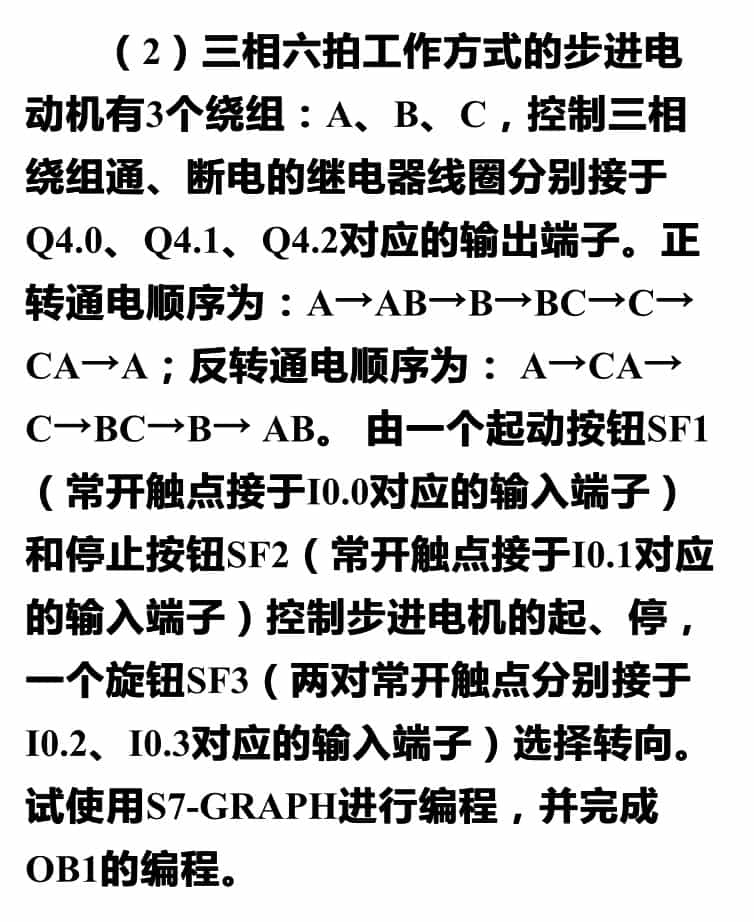 （2）三相六拍工作方式的步进电
动机有3个绕组：A、B、C，控制三相
绕组通、断电的继电器线圈分别接于
Q4.0、Q4.1、Q4.2对应的输出端子。正
转通电顺序为：A→AB→B→BC→C→
CA→A；反转通电顺序为： A→CA→
C→BC→B→ AB。 由一个起动按钮SF1
（常开触点接于I0.0对应的输入端子）
和停止按钮SF2（常开触点接于I0.1对应
的输入端子）控制步进电机的起、停，
一个旋钮SF3（两对常开触点分别接于
I0.2、I0.3对应的输入端子）选择转向。
试使用S7-GRAPH进行编程，并完成
OB1的编程。